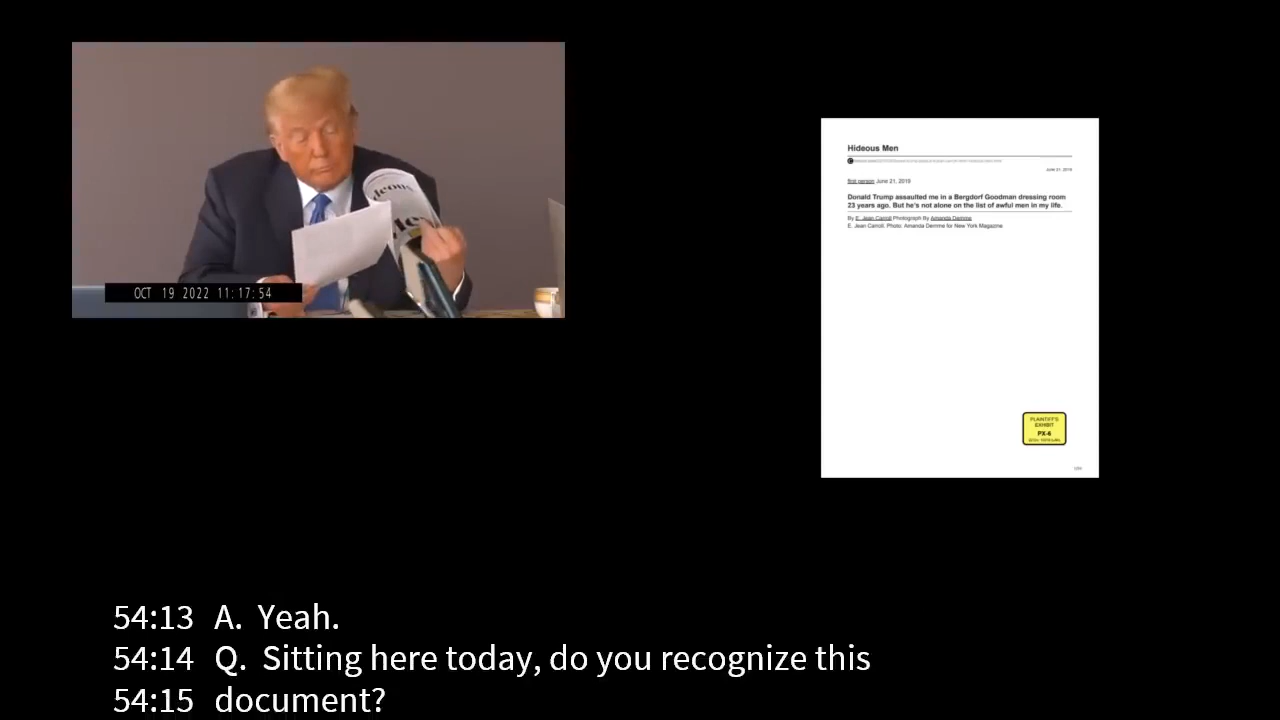 OCT 19 2022 11:17:54
Hideous Men
June 21, 2019
first person June 21, 2019
Donald Trump assaulted me in a Bergdorf Goodman dressing room
23 years ago. But he's not alone on the list of awful men in my life.
By E. Jean Carroll Photograph By Amanda Demme
E. Jean Carroll. Photo: Amanda Demme for New York Magazine
PLAINTIFF'S
EXHIBIT
PX-6
54:13 A. Yeah.
54:14 Q. Sitting here today, do you recognize this
54:15 document?